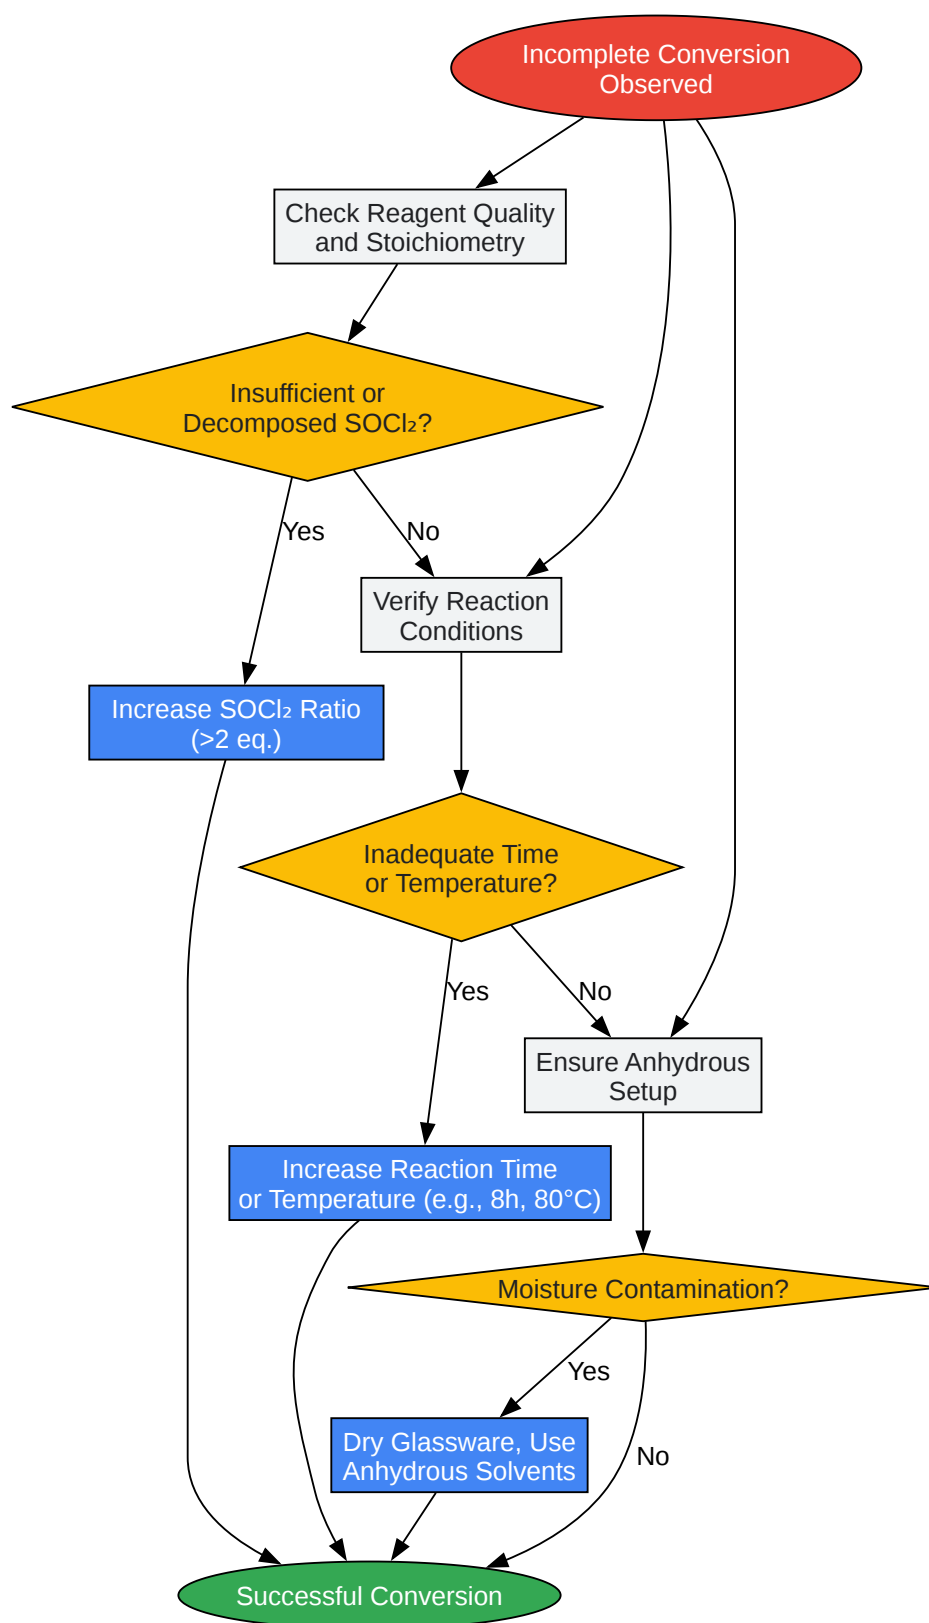 Incomplete Conversion
Observed
Check Reagent Quality
and Stoichiometry
Insufficient or
Decomposed SOCl₂?
Yes
No
Verify Reaction
Conditions
Increase SOCl₂ Ratio
(>2 eq.)
Inadequate Time
or Temperature?
Yes
No
Ensure Anhydrous
Setup
Increase Reaction Time
or Temperature (e.g., 8h, 80°C)
Moisture Contamination?
Yes
Dry Glassware, Use
Anhydrous Solvents
No
Successful Conversion